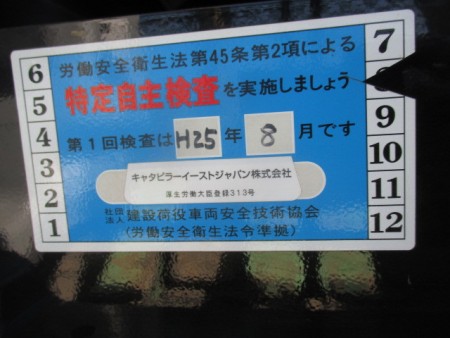 労働安全衛生法第45条第2項による
特定自主検査を実施しましょう
第1回検査はH25年8月です
キャタピラーイーストジャパン株式会社
厚生労働大臣登録313号
社団法人 建設荷役車両安全技術協会
(労働安全衛生法令準拠)
6
5
4
3
2
1
7
8
9
10
11
12